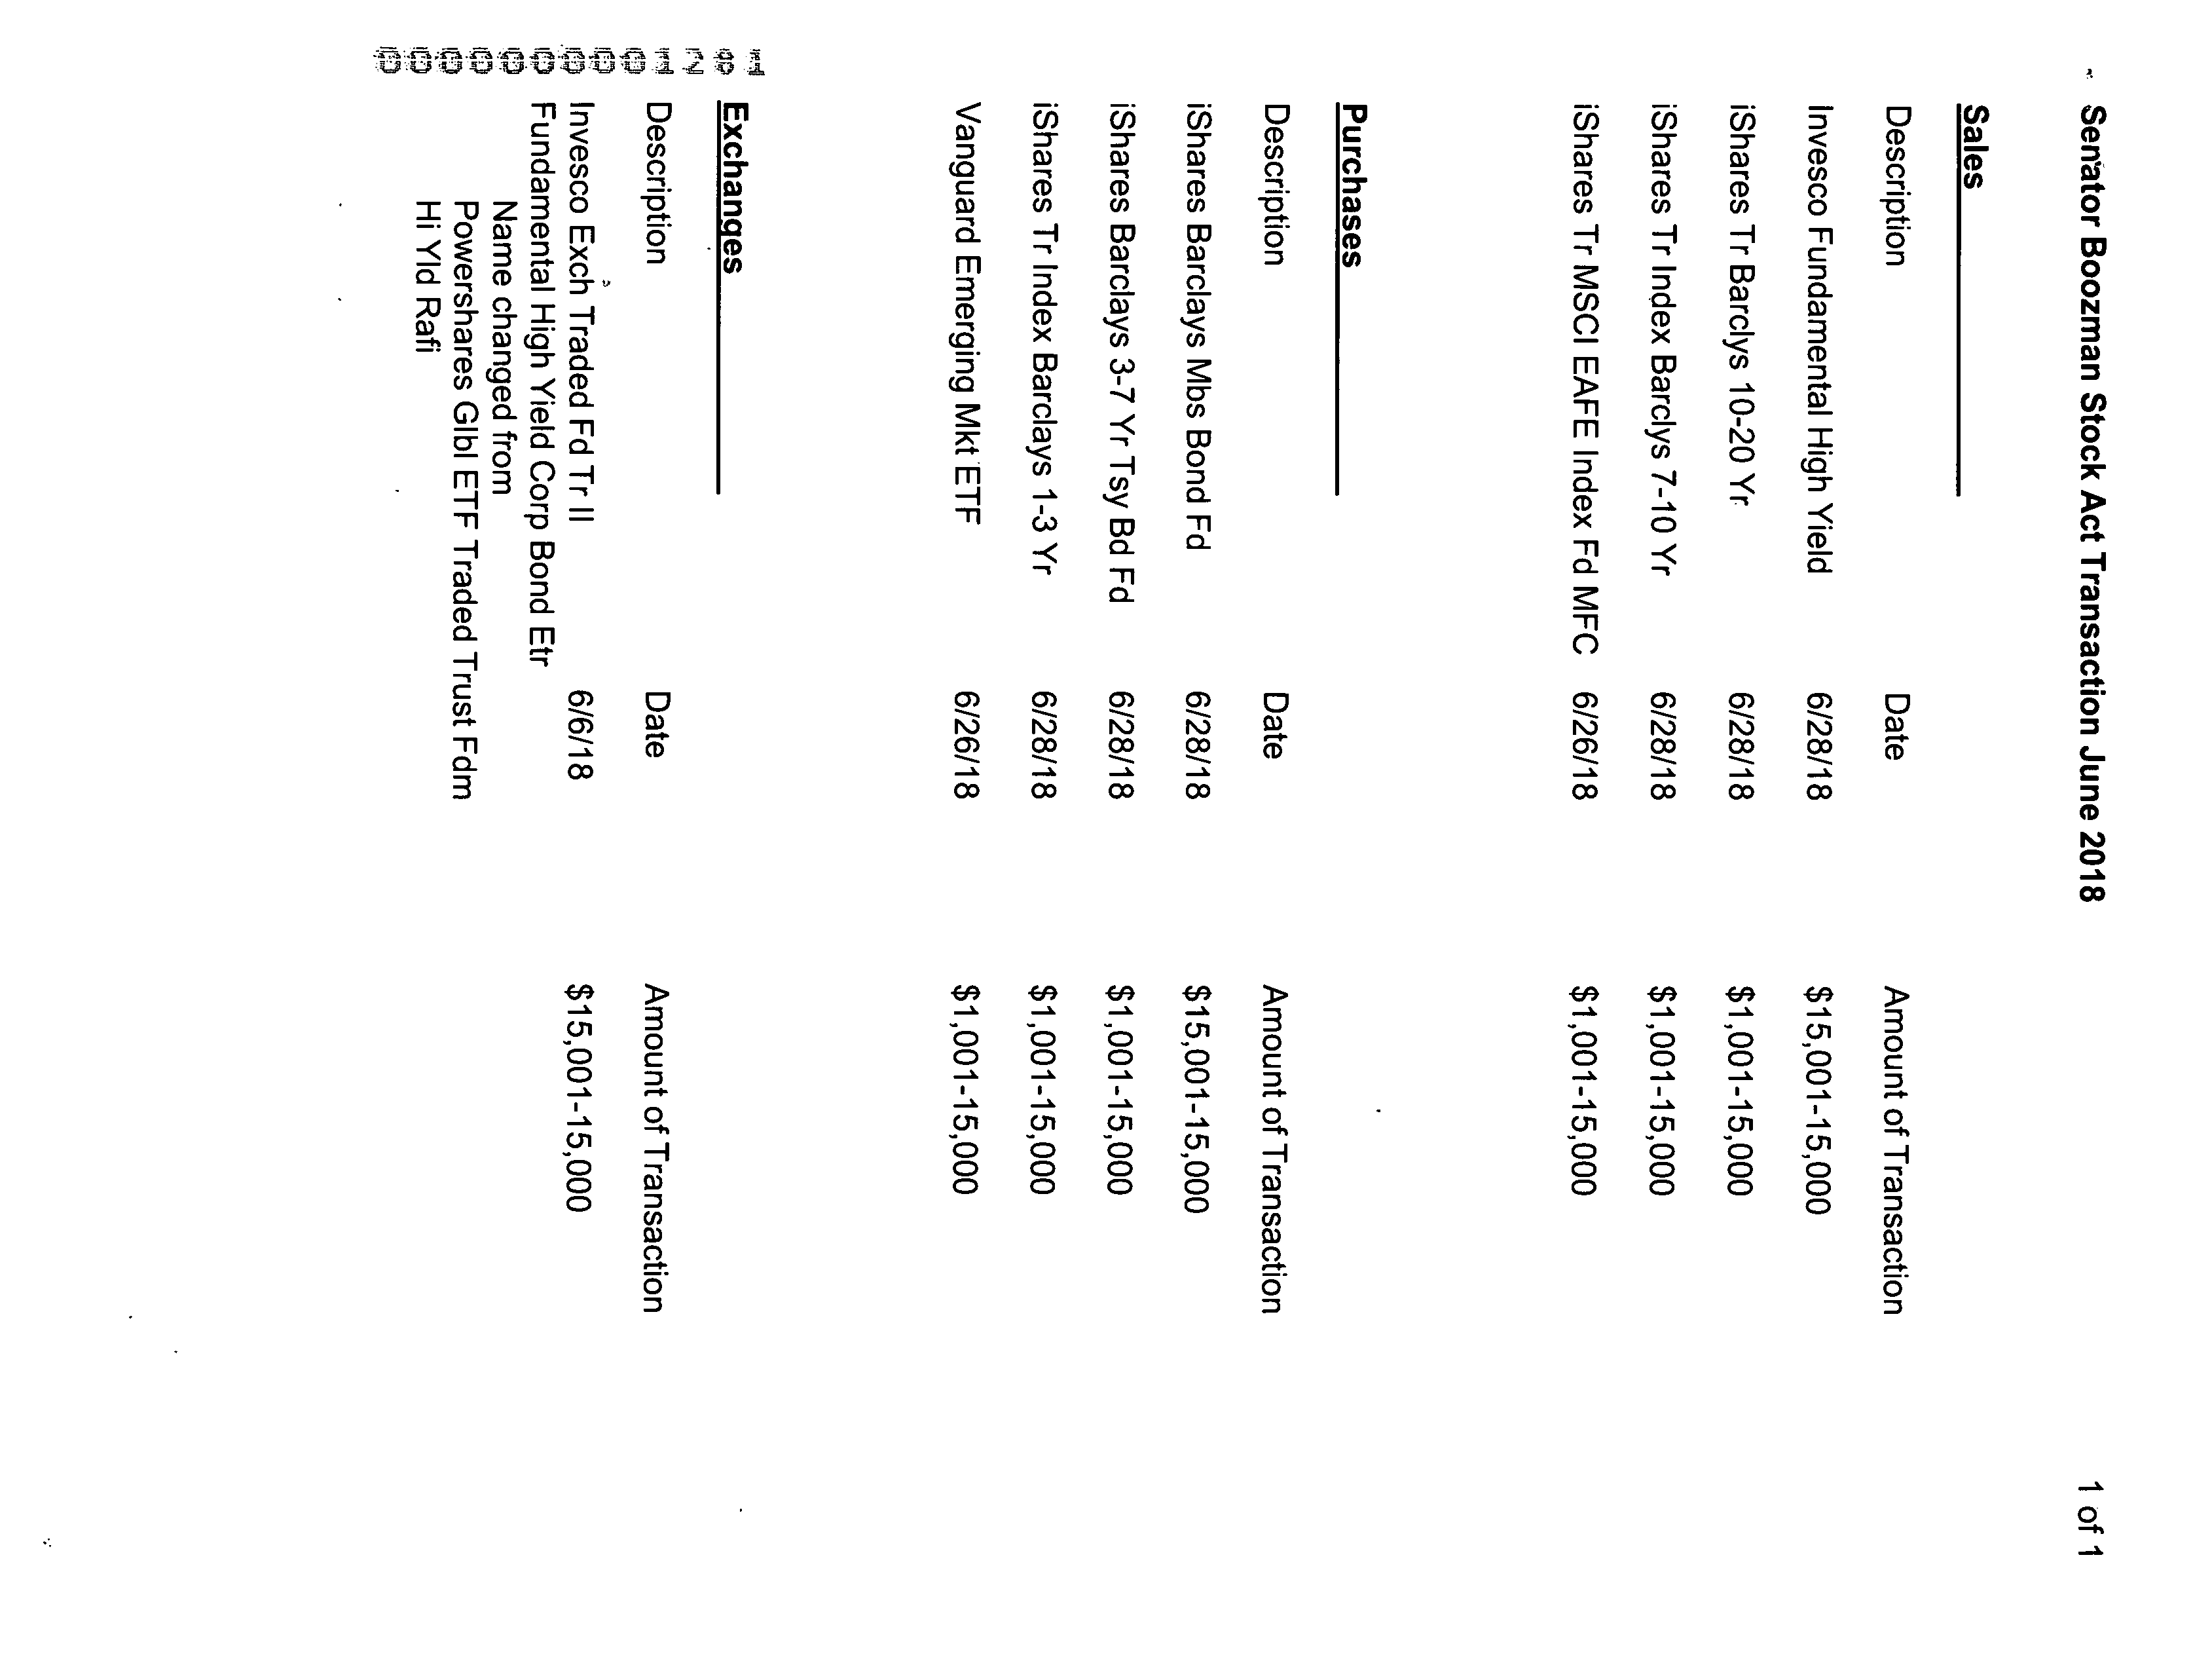 Senator Boozman Stock Act Transaction June 2018 1 of 1
Sales
Description Date Amount of Transaction
Invesco Fundamental High Yield 6/28/18 $15,001-15,000
iShares Tr Barclys 10-20 Yr 6/28/18 $1,001-15,000
iShares Tr Index Barclys 7-10 Yr 6/28/18 $1,001-15,000
iShares Tr MSCI EAFE Index Fd MFC 6/26/18 $1,001-15,000
Purchases
Description Date Amount of Transaction
iShares Barclays Mbs Bond Fd 6/28/18 $15,001-15,000
iShares Barclays 3-7 Yr Tsy Bd Fd 6/28/18 $1,001-15,000
iShares Tr Index Barclays 1-3 Yr 6/28/18 $1,001-15,000
Vanguard Emerging Mkt ETF 6/26/18 $1,001-15,000
Exchanges
Description Date Amount of Transaction
Invesco Exch Traded Fd Tr II 6/6/18 $15,001-15,000
Fundamental High Yield Corp Bond Etr
Name changed from
Powershares Glbl ETF Traded Trust Fdm
Hi Yld Rafi